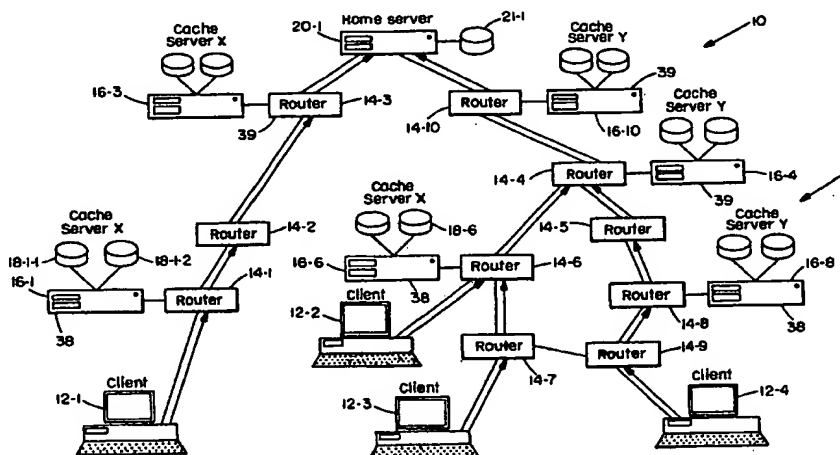 Home server
20-1
21-1
10
Cache
Server X
Cache
Server Y
16-3
Router
14-3
39
Router
14-10
39
16-10
Cache
Server Y
Router
14-4
16-4
39
Cache
Server X
18-6
Cache
Server Y
Cache
Server X
18-1-1
18-1-2
Router
14-2
14-5
Router
16-1
38
Router
14-1
16-6
38
Router
14-6
16-8
38
Router
14-8
Client
12-2
Router
14-7
Router
14-9
Client
12-1
Client
12-3
Client
12-4